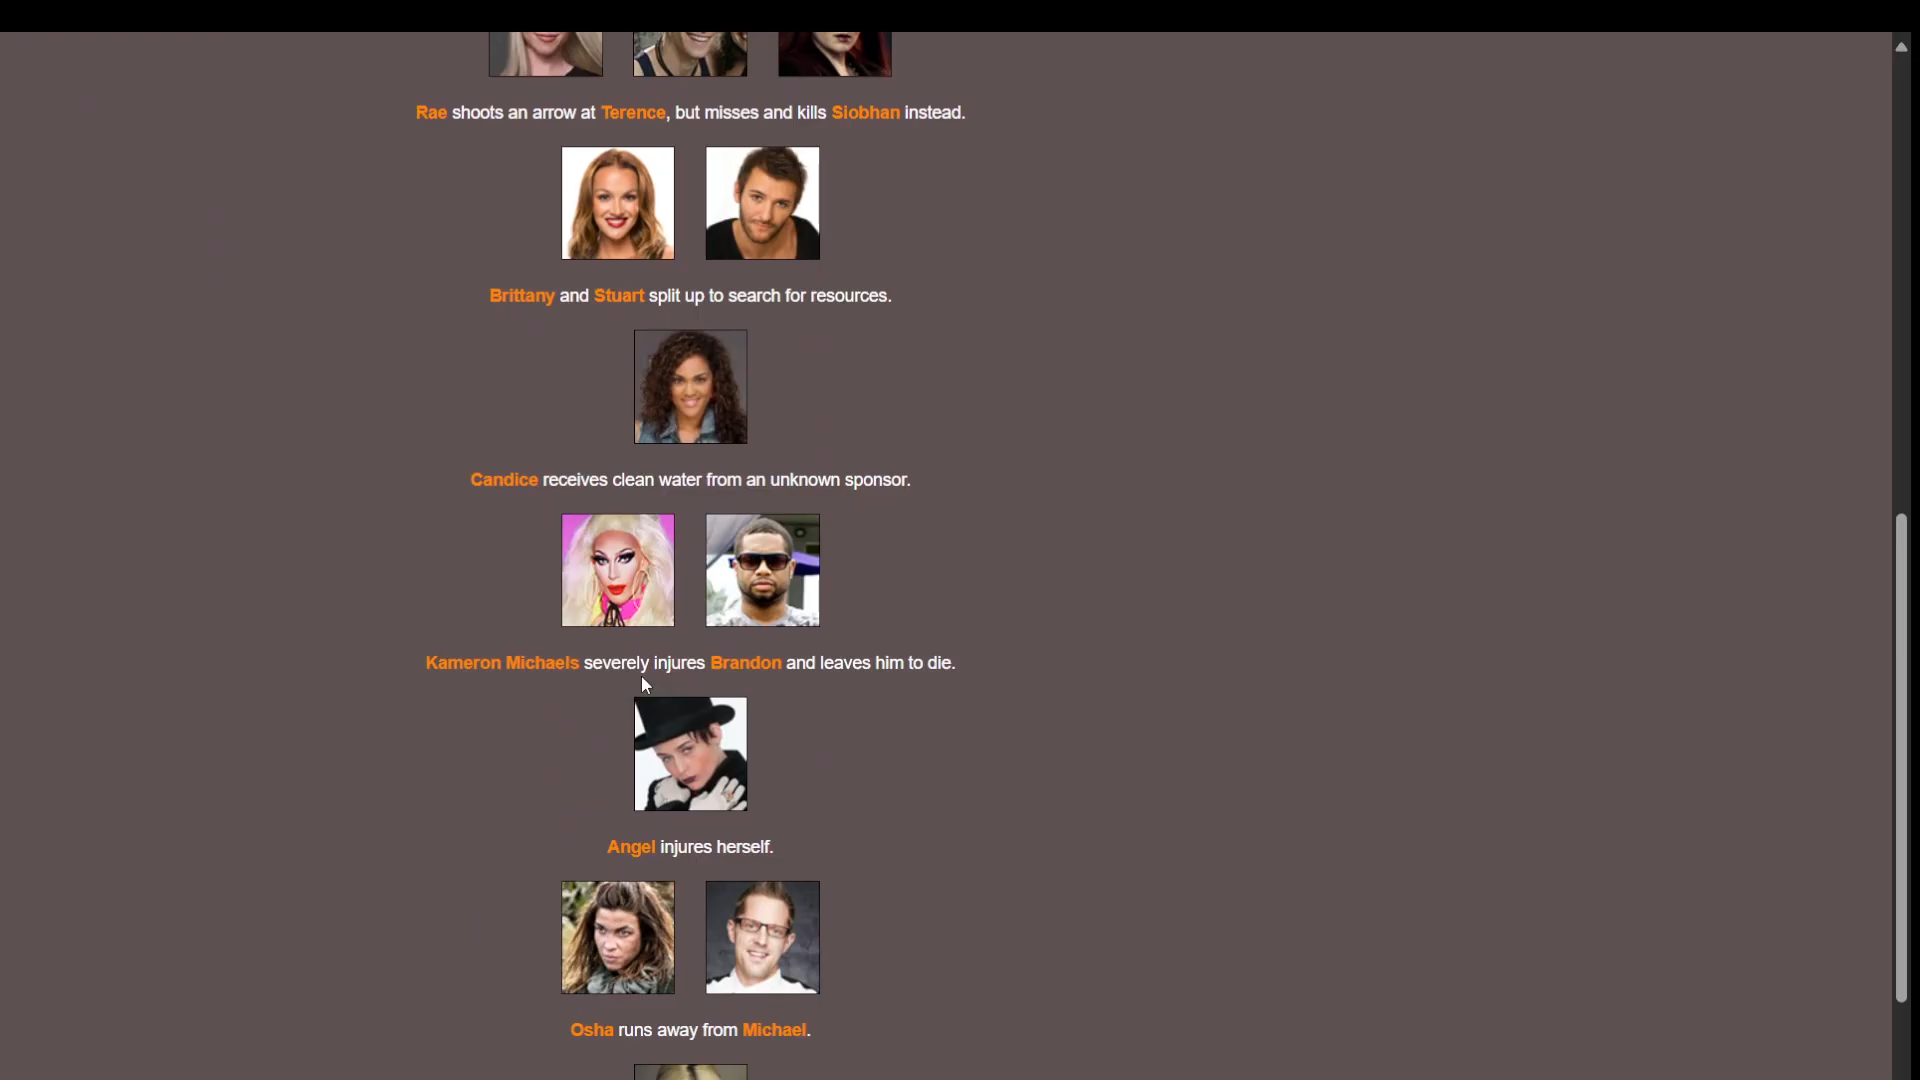 Rae shoots an arrow at Terence, but misses and kills Siobhan instead.
Brittany and Stuart split up to search for resources.
Candice receives clean water from an unknown sponsor.
Kameron Michaels severely injures Brandon and leaves him to die.
Angel injures herself.
Osha runs away from Michael.